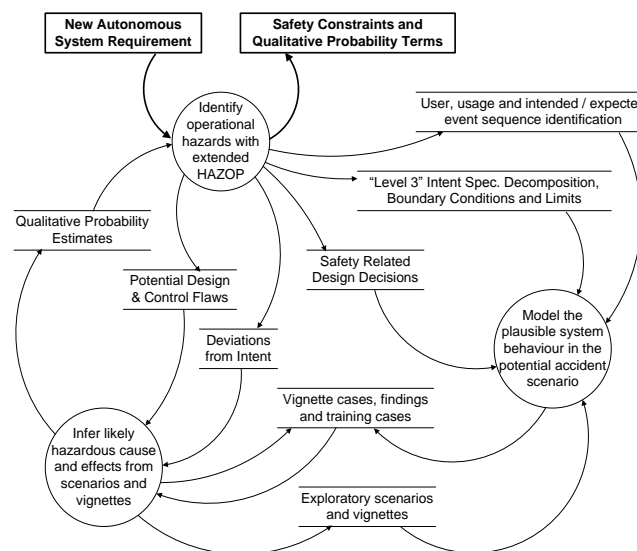 New Autonomous
System Requirement
Safety Constraints and
Qualitative Probability Terms
Identify
operational
hazards with
extended
HAZOP
User, usage and intended / expecte
event sequence identification
“Level 3” Intent Spec. Decomposition,
Boundary Conditions and Limits
Qualitative Probability
Estimates
Safety Related
Design Decisions
Potential Design
& Control Flaws
Deviations
from Intent
Model the
plausible system
behaviour in the
potential accident
scenario
Vignette cases, findings
and training cases
Infer likely
hazardous cause
and effects from
scenarios and
vignettes
Exploratory scenarios
and vignettes